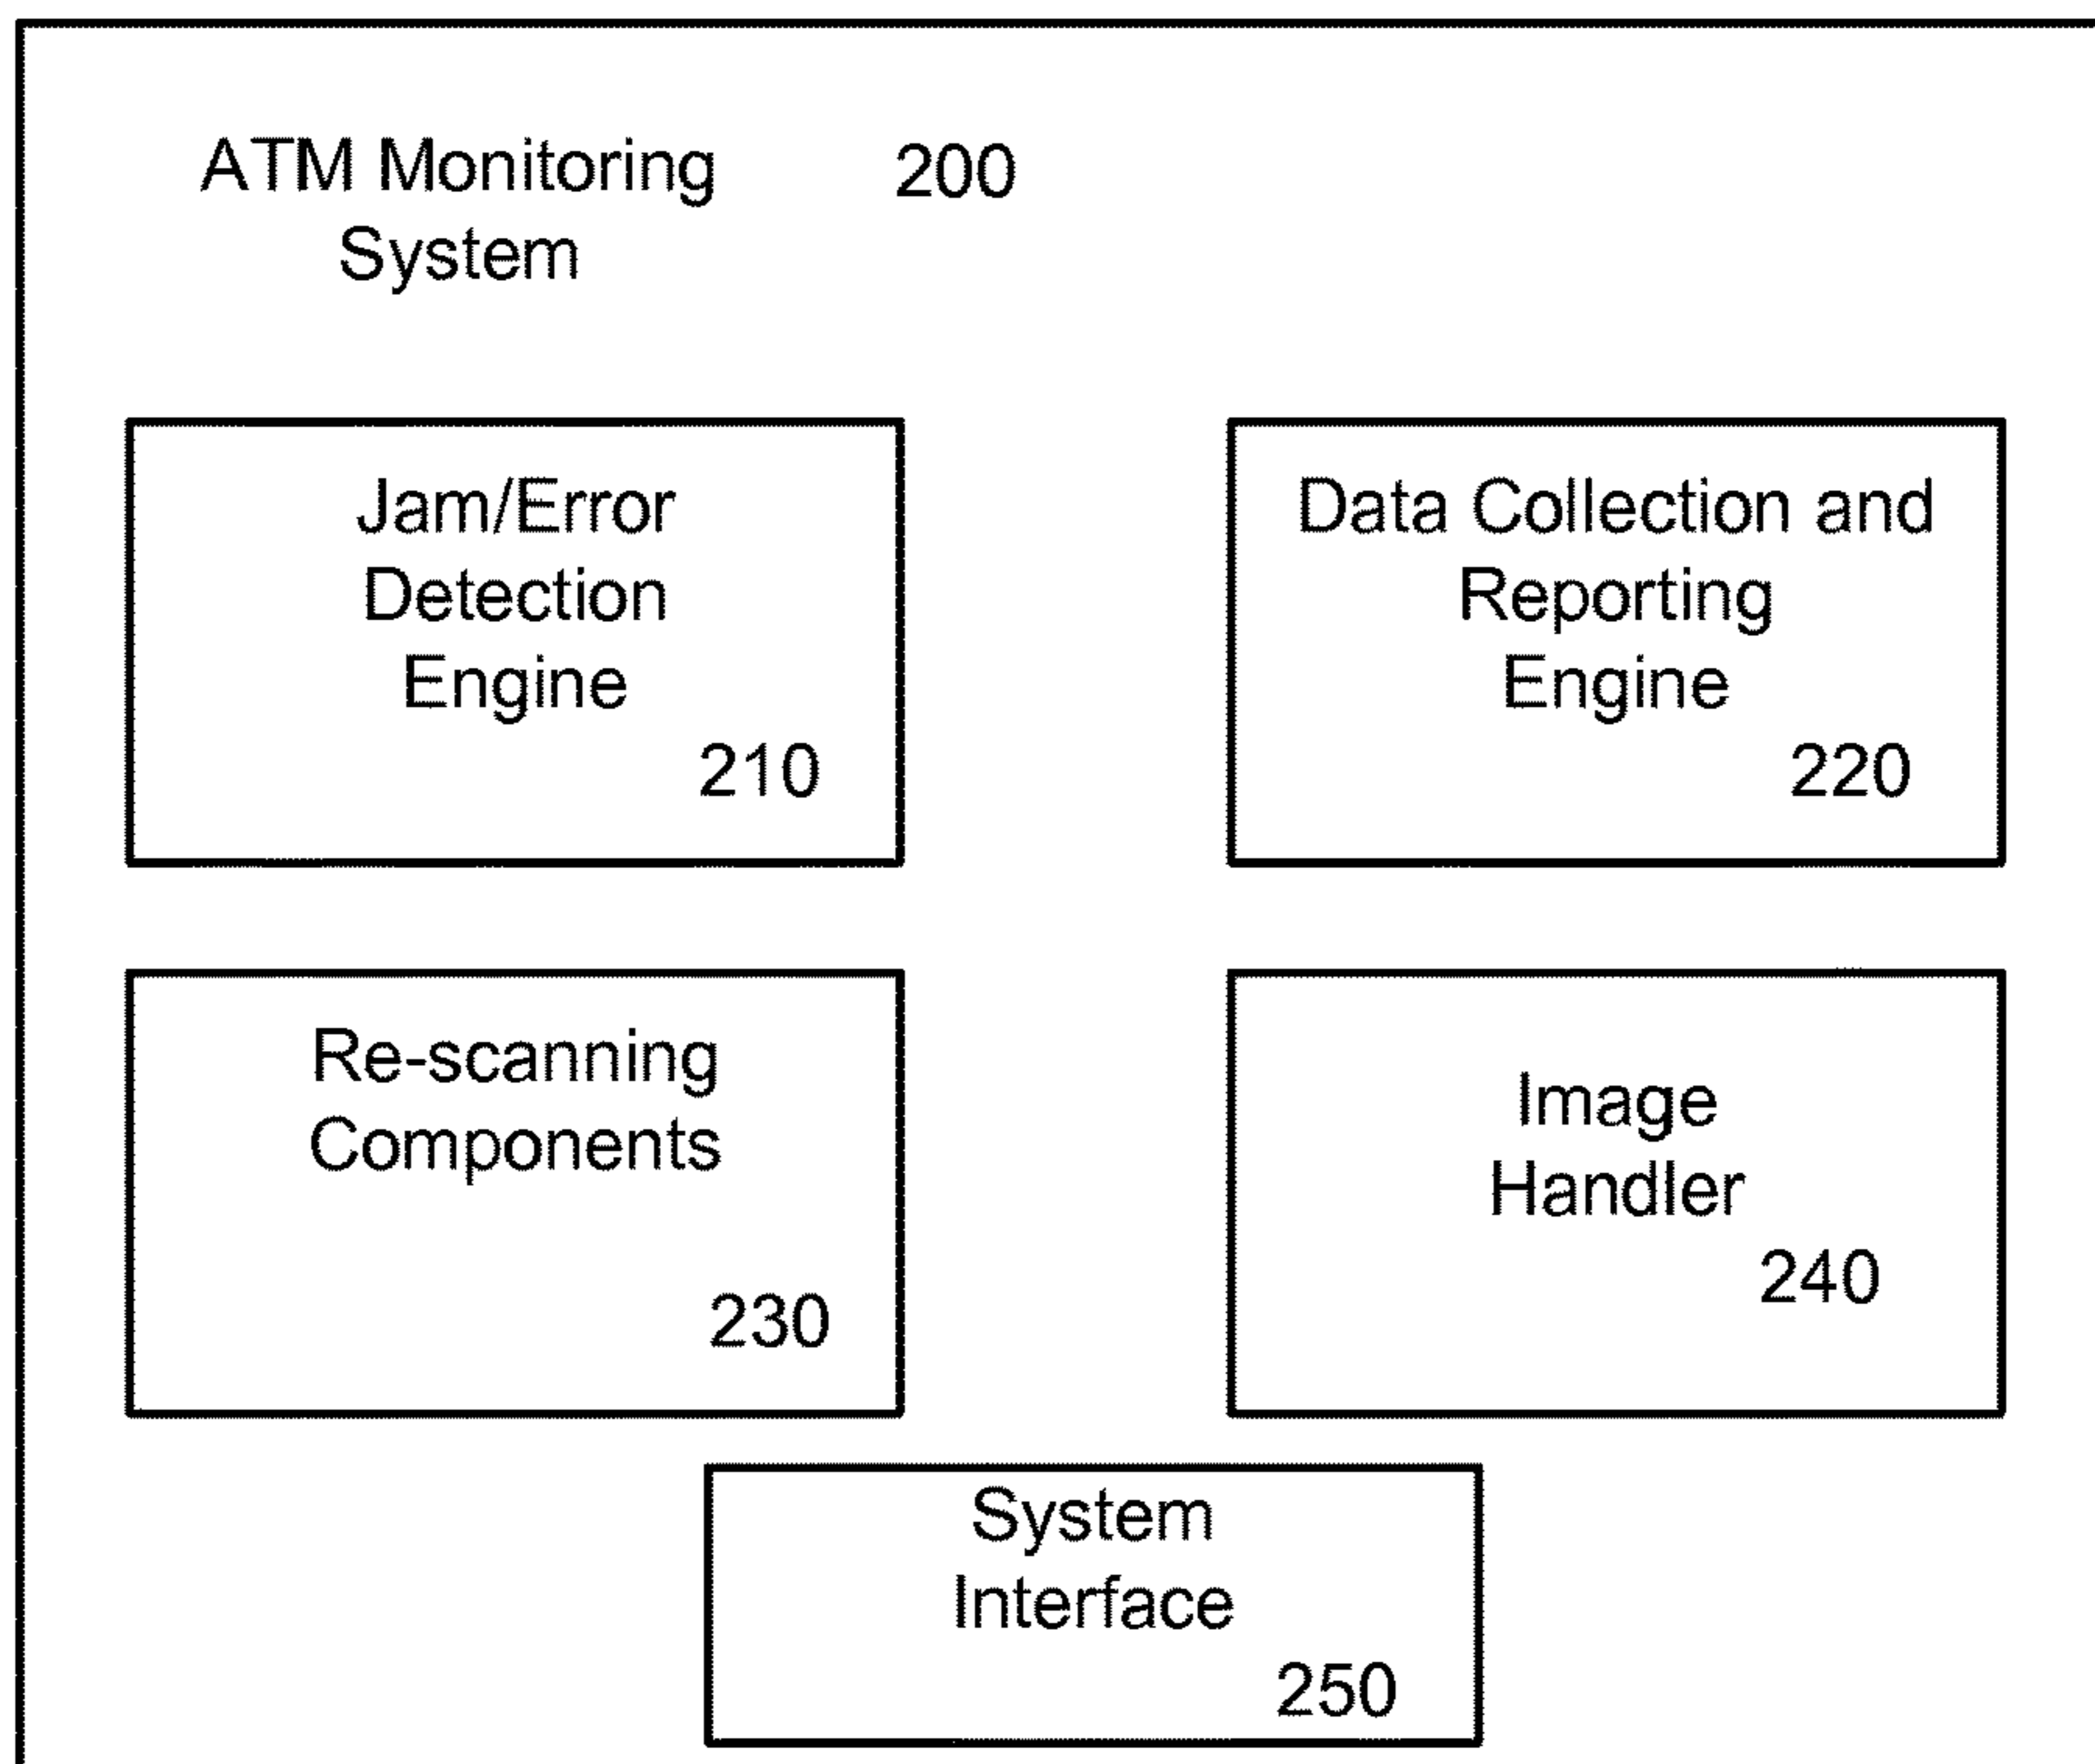 ATM Monitoring 200
System
Jam/Error
Detection
Engine
210
Data Collection and
Reporting
Engine
220
Re-scanning
Components
230
Image
Handler
240
System
Interface
250